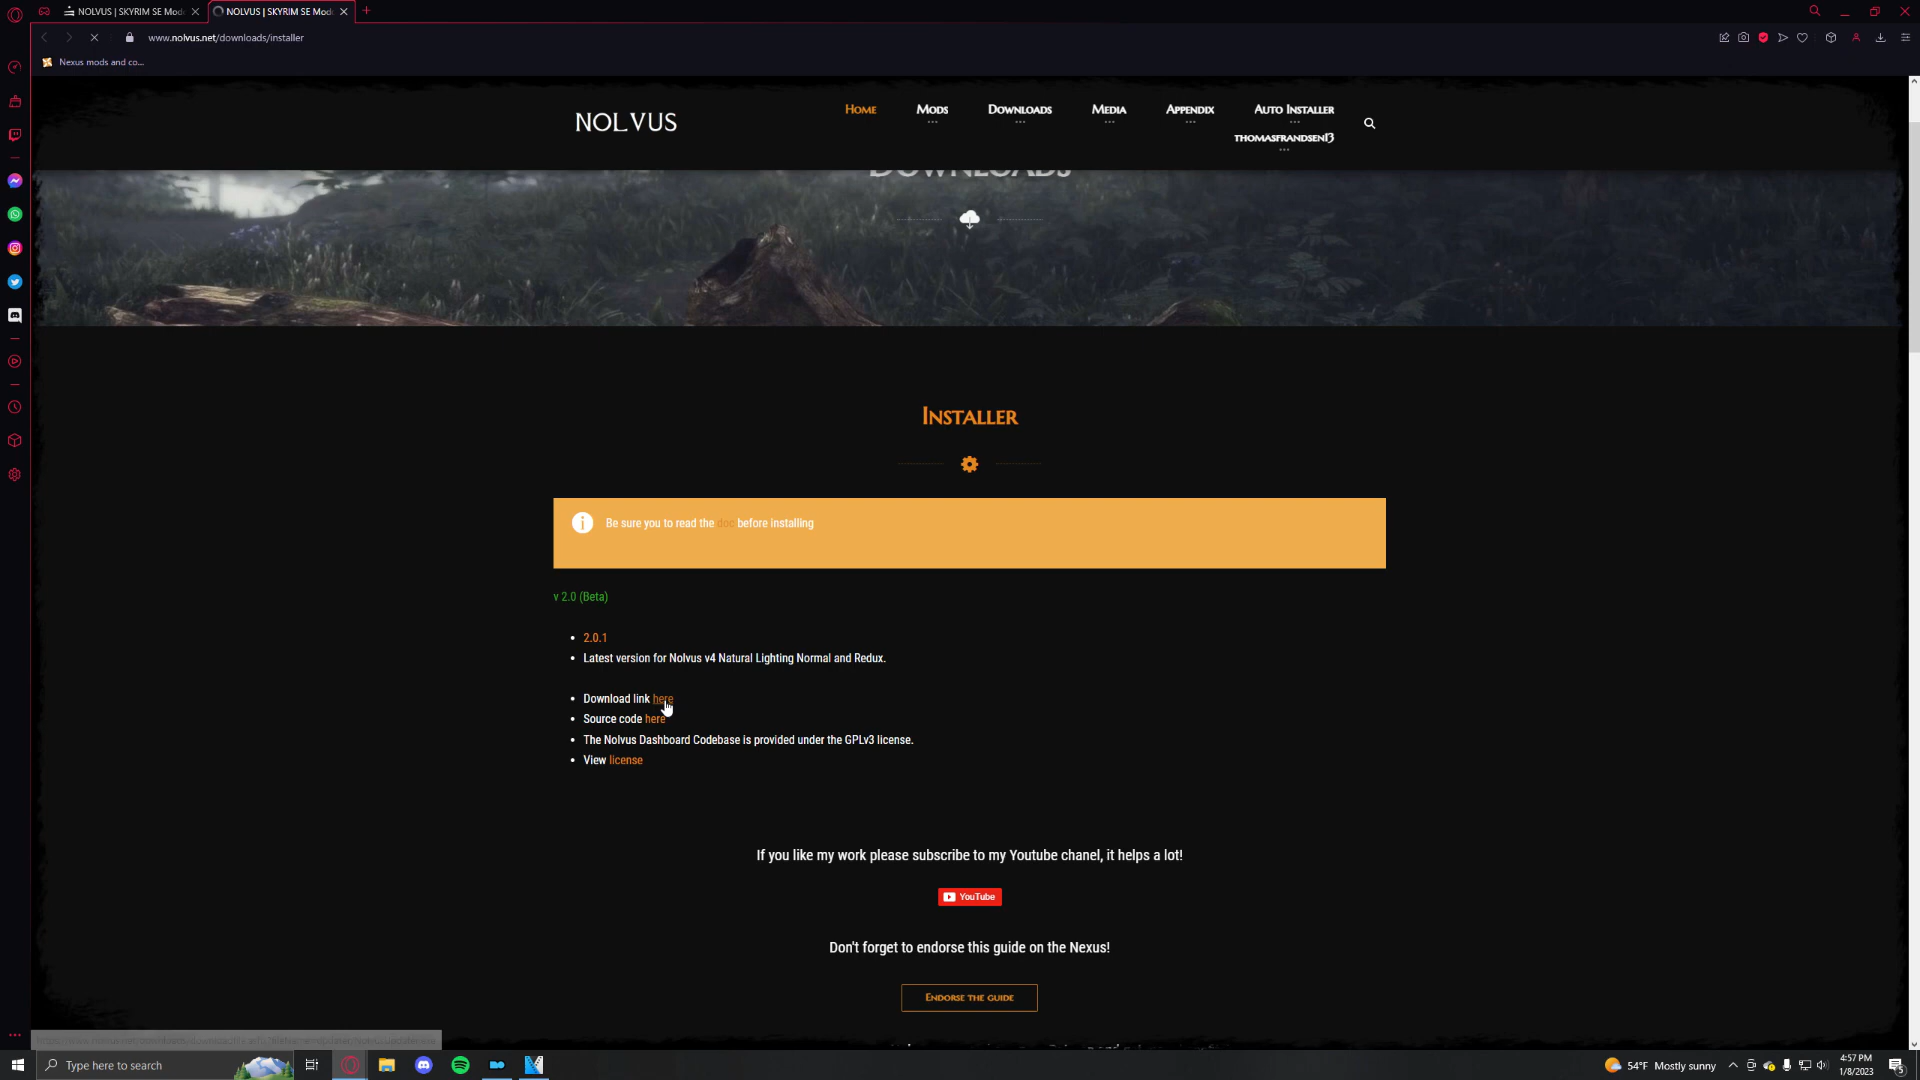 NOLVUS | SKYRIM SE Mod
NOLVUS | SKYRIM SE Mod
www.nolvus.net/downloads/installer
Nexus mods and co...
NOLVUS
Home
Mods
Downloads
Media
Appendix
Auto Installer
thomasfrandsen13
Downloads
Installer
Be sure you to read the doc before installing
v 2.0 (Beta)
• 2.0.1
• Latest version for Nolvus v4 Natural Lighting Normal and Redux.
• Download link here
• Source code here
• The Nolvus Dashboard Codebase is provided under the GPLv3 license.
• View license
If you like my work please subscribe to my Youtube chanel, it helps a lot!
YouTube
Don't forget to endorse this guide on the Nexus!
Endorse the guide
Type here to search
54°F Mostly sunny
4:57 PM
1/8/2023
5